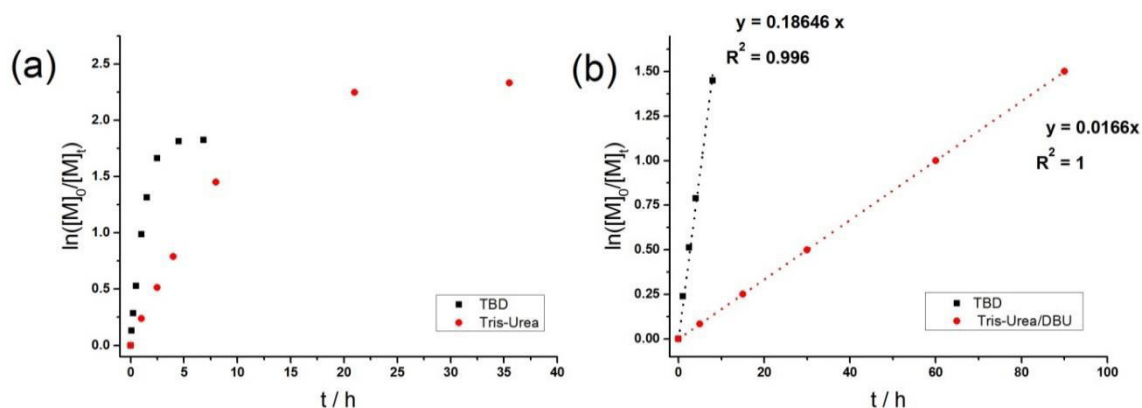 (a)
ln([M]0/[M]t)
2.5
2.0
1.5
1.0
0.5
0.0
TBD
Tris-Urea
0 5 10 15 20 25 30 35 40
t / h
(b)
y = 0.18646 x
R2 = 0.996
ln([M]0/[M]t)
1.50
1.25
1.00
0.75
0.50
0.25
0.00
y = 0.0166x
R2 = 1
TBD
Tris-Urea/DBU
0 20 40 60 80 100
t / h